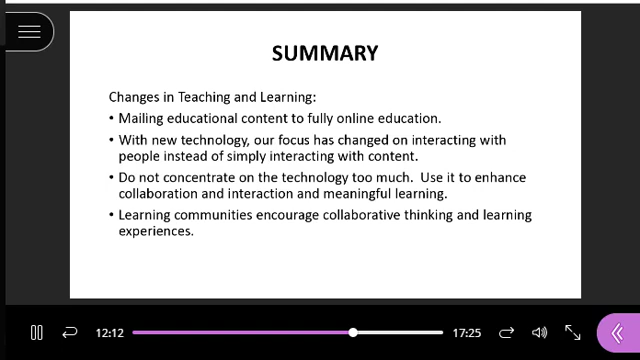 SUMMARY
Changes in Teaching and Learning:
• Mailing educational content to fully online education.
• With new technology, our focus has changed on interacting with
people instead of simply interacting with content.
• Do not concentrate on the technology too much.  Use it to enhance
collaboration and interaction and meaningful learning.
• Learning communities encourage collaborative thinking and learning
experiences.
12:12
17:25